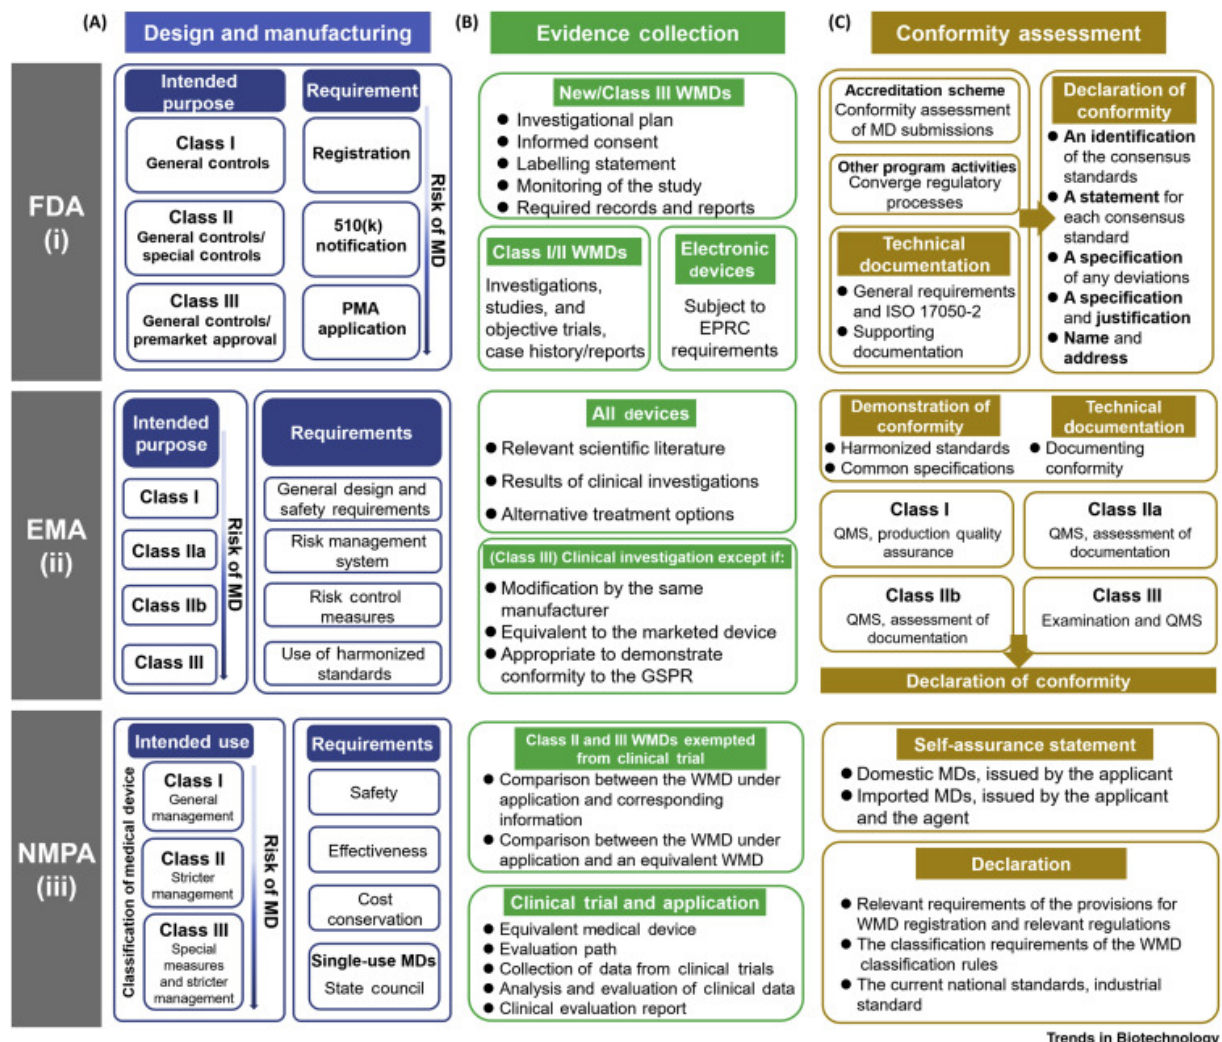 (A)
Design and manufacturing
(B)
Evidence collection
(C)
Conformity assessment
FDA
(i)
Intended
purpose
Requirement
Class I
General controls
Registration
Class II
General controls/
special controls
510(k)
notification
Class III
General controls/
premarket approval
PMA
application
Risk of MD
New/Class III WMDs
● Investigational plan
● Informed consent
● Labelling statement
● Monitoring of the study
● Required records and reports
Class I/II WMDs
Investigations,
studies, and
objective trials,
case history/reports
Electronic
devices
Subject to
EPRC
requirements
Accreditation scheme
Conformity assessment
of MD submissions
Other program activities
Converge regulatory
processes
Technical
documentation
● General requirements
and ISO 17050-2
● Supporting
documentation
Declaration of
conformity
● An identification
of the consensus
standards
● A statement for
each consensus
standard
● A specification
of any deviations
● A specification
and justification
● Name and
address
EMA
(ii)
Intended
purpose
Class I
Class IIa
Class IIb
Class III
Risk of MD
Requirements
General design and
safety requirements
Risk management
system
Risk control
measures
Use of harmonized
standards
All devices
● Relevant scientific literature
● Results of clinical investigations
● Alternative treatment options
(Class III) Clinical investigation except if:
● Modification by the same
manufacturer
● Equivalent to the marketed device
● Appropriate to demonstrate
conformity to the GSPR
Demonstration of
conformity
● Harmonized standards
● Common specifications
Technical
documentation
● Documenting
conformity
Class I
QMS, production quality
assurance
Class IIa
QMS, assessment of
documentation
Class IIb
QMS, assessment of
documentation
Class III
Examination and QMS
Declaration of conformity
NMPA
(iii)
Classification of medical device
Intended use
Class I
General
management
Class II
Stricter
management
Class III
Special
measures
and stricter
management
Risk of MD
Requirements
Safety
Effectiveness
Cost
conservation
Single-use MDs
State council
Class II and III WMDs exempted
from clinical trial
● Comparison between the WMD under
application and corresponding
information
● Comparison between the WMD under
application and an equivalent WMD
Clinical trial and application
● Equivalent medical device
● Evaluation path
● Collection of data from clinical trials
● Analysis and evaluation of clinical data
● Clinical evaluation report
Self-assurance statement
● Domestic MDs, issued by the applicant
● Imported MDs, issued by the applicant
and the agent
Declaration
● Relevant requirements of the provisions for
WMD registration and relevant regulations
● The classification requirements of the WMD
classification rules
● The current national standards, industrial
standard
Trends in Biotechnology